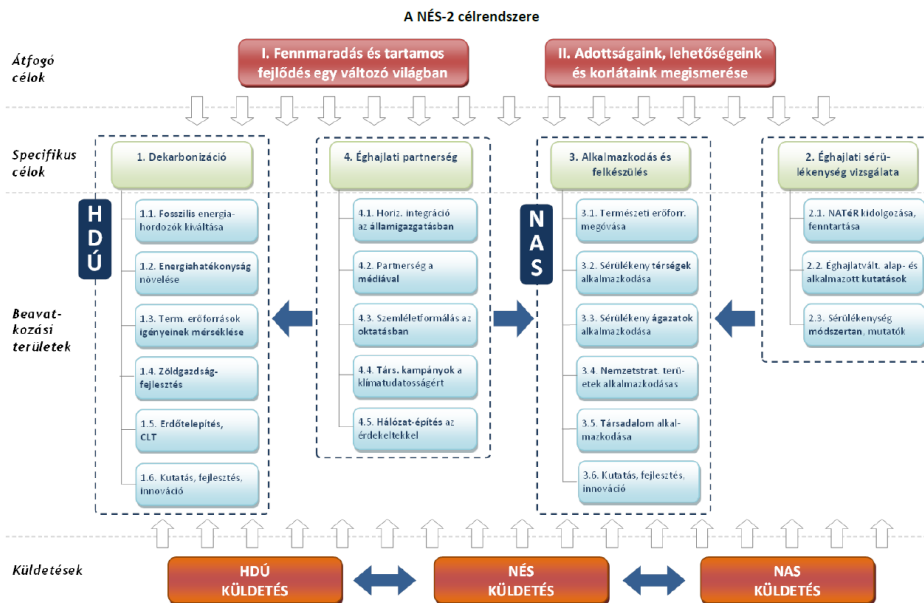 A NÉS-2 célrendszere
Átfogó
célok
I. Fennmaradás és tartamos
fejlődés egy változó világban
II. Adottságaink, lehetőségeink
és korlátaink megismerése
Specifikus
célok
1. Dekarbonizáció
4. Éghajlati partnerség
3. Alkalmazkodás és
felkészülés
2. Éghajlati sérü-
lékenység vizsgálata
Beavat-
kozási
területek
HDÚ
1.1. Fosszilis energia-
hordozók kiváltása
1.2. Energiahatékonyság
növelése
1.3. Term. erőforrások
igényeinek mérséklése
1.4. Zöldgazdaság-
fejlesztés
1.5. Erdőtelepítés,
CLT
1.6. Kutatás, fejlesztés,
innováció
4.1. Horiz. integráció
az államigazgatásban
4.2. Partnerség a
médiával
4.3. Szemléletformálás az
oktatásban
4.4. Társ. kampányok a
klímatudatosságért
4.5. Hálózat-építés az
érdekeltekkel
NAS
3.1. Természeti erőforr.
megóvása
3.2. Sérülékeny térségek
alkalmazkodása
3.3. Sérülékeny ágazatok
alkalmazkodása
3.4. Nemzetstrat. terü-
letek alkalmazkodásas
3.5. Társadalom alkal-
mazkodása
3.6. Kutatás, fejlesztés,
innováció
2.1. NATéR kidolgozása,
fenntartása
2.2. Éghajlatvált. alap- és
alkalmazott kutatások
2.3. Sérülékenység
módszertan, mutatók
Küldetések
HDÚ
KÜLDETÉS
NÉS
KÜLDETÉS
NAS
KÜLDETÉS